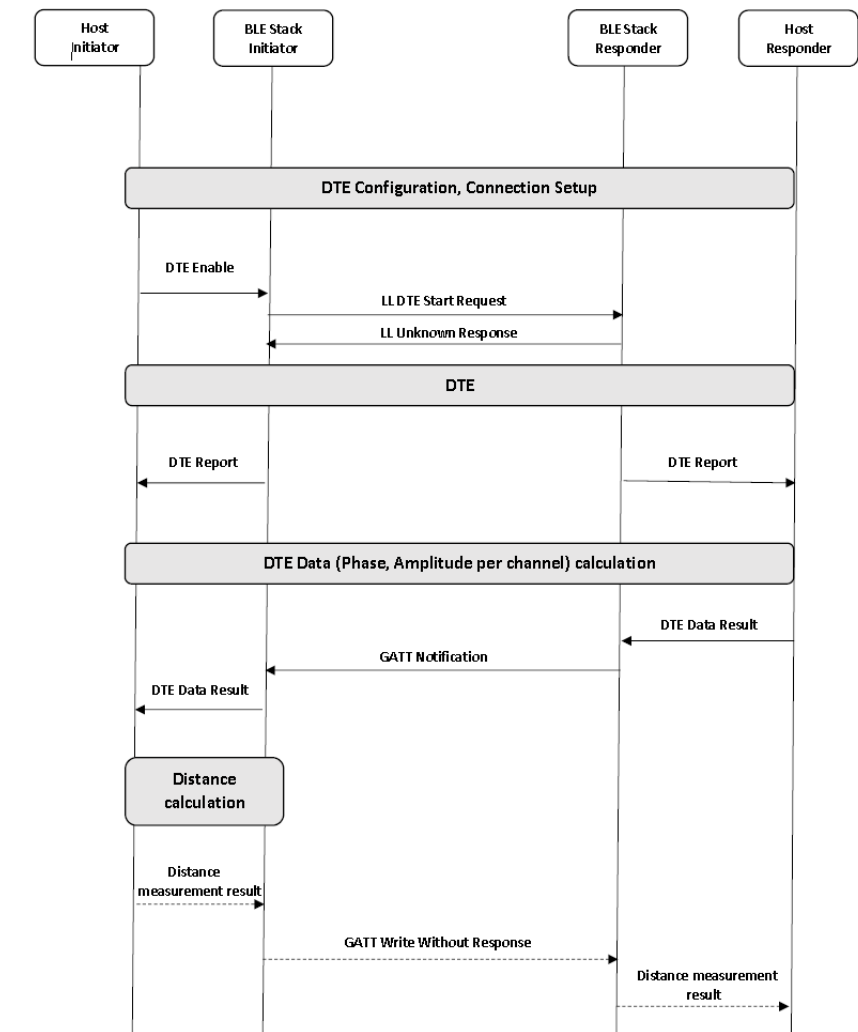 Host
Initiator
BLE Stack
Initiator
BLE Stack
Responder
Host
Responder
DTE Configuration, Connection Setup
DTE Enable
LL DTE Start Request
LL Unknown Response
DTE
DTE Report
DTE Report
DTE Data (Phase, Amplitude per channel) calculation
DTE Data Result
GATT Notification
DTE Data Result
Distance
calculation
Distance
measurement result
GATT Write Without Response
Distance measurement
result